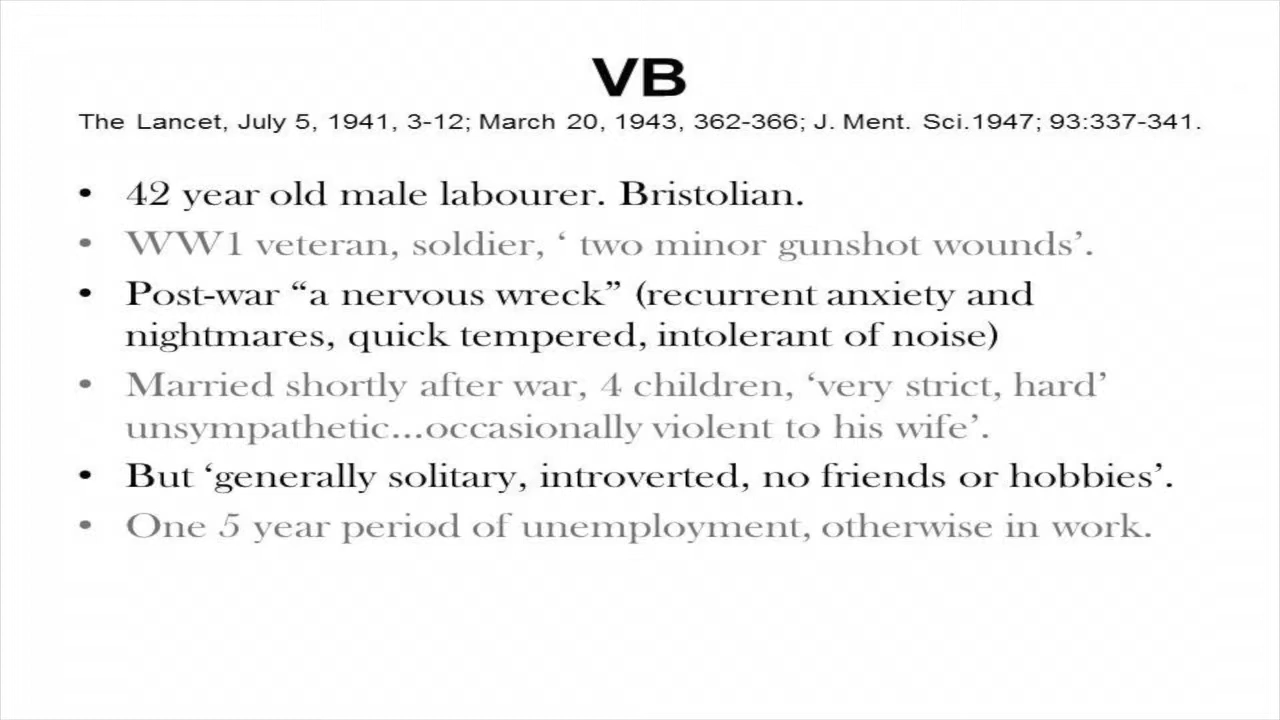 VB
The Lancet, July 5, 1941, 3-12; March 20, 1943, 362-366; J. Ment. Sci.1947; 93:337-341.
• 42 year old male labourer. Bristolian.
• WW1 veteran, soldier, ‘ two minor gunshot wounds’.
• Post-war “a nervous wreck” (recurrent anxiety and
nightmares, quick tempered, intolerant of noise)
• Married shortly after war, 4 children, ‘very strict, hard’
unsympathetic...occasionally violent to his wife’.
• But ‘generally solitary, introverted, no friends or hobbies’.
• One 5 year period of unemployment, otherwise in work.